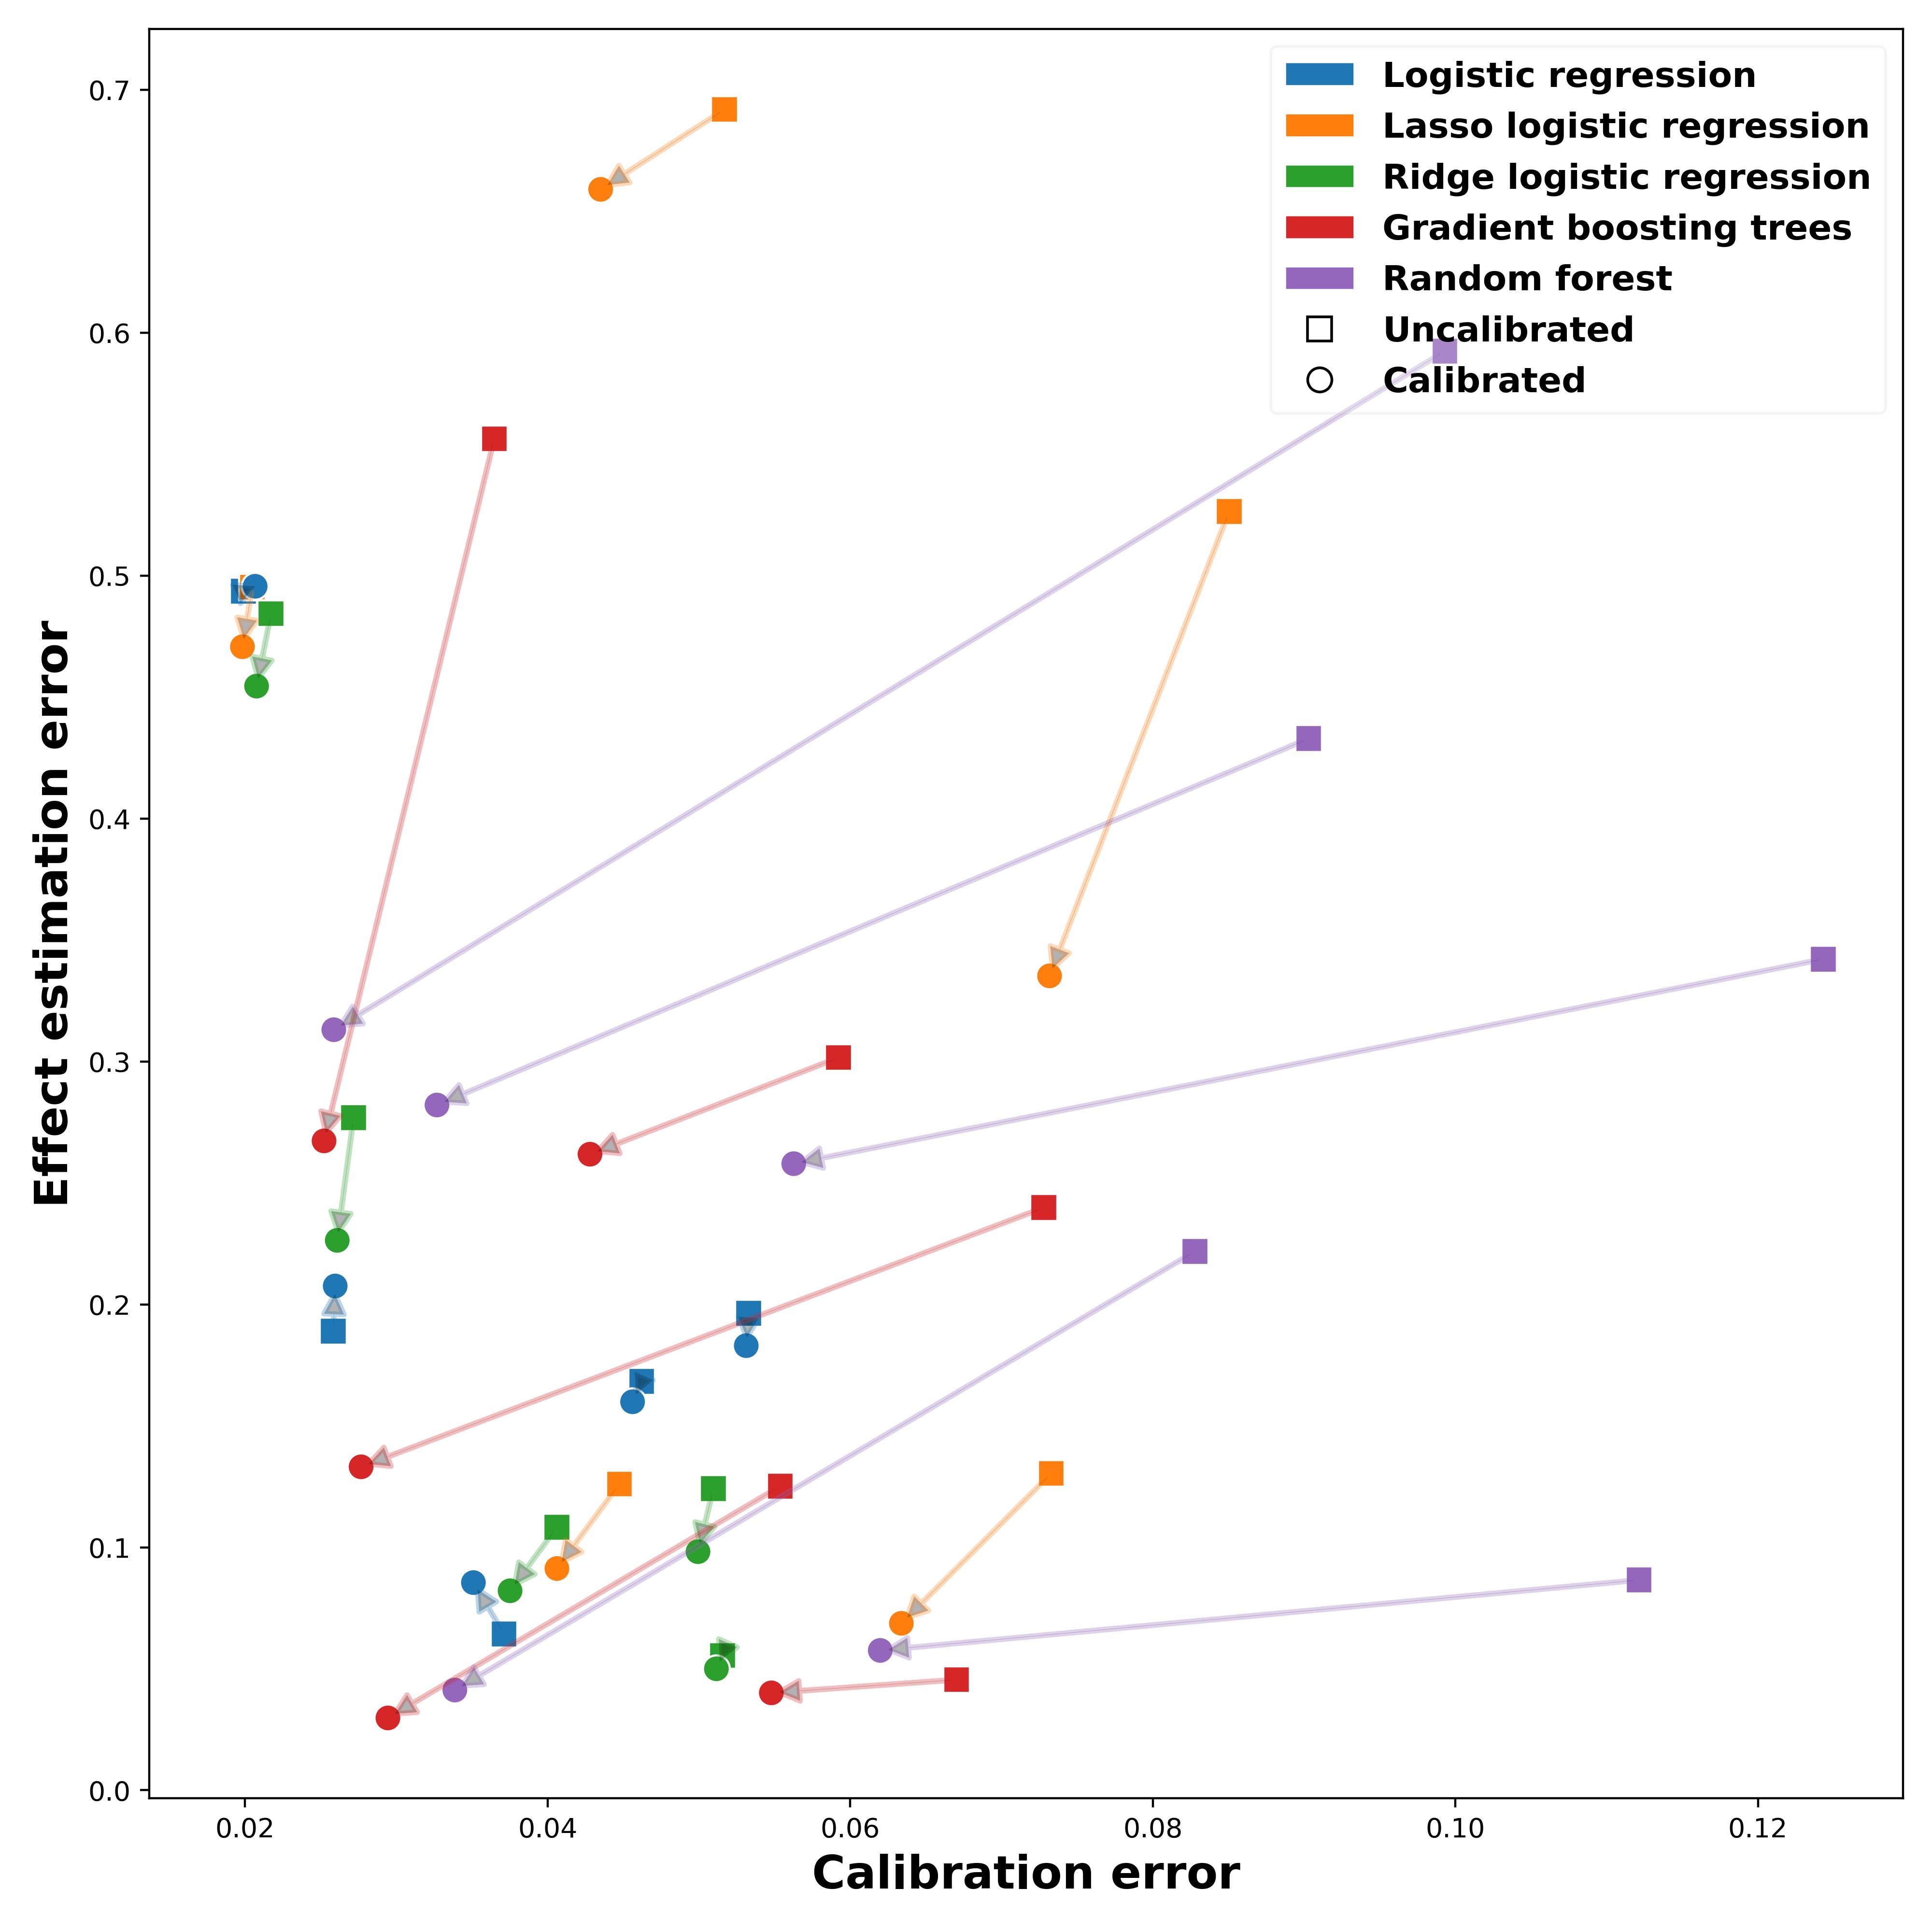 Logistic regression
Lasso logistic regression
Ridge logistic regression
Gradient boosting trees
Random forest
Uncalibrated
Calibrated
0.7
0.6
0.5
0.4
0.3
0.2
0.1
0.0
Effect estimation error
0.02 0.04 0.06 0.08 0.10 0.12
Calibration error